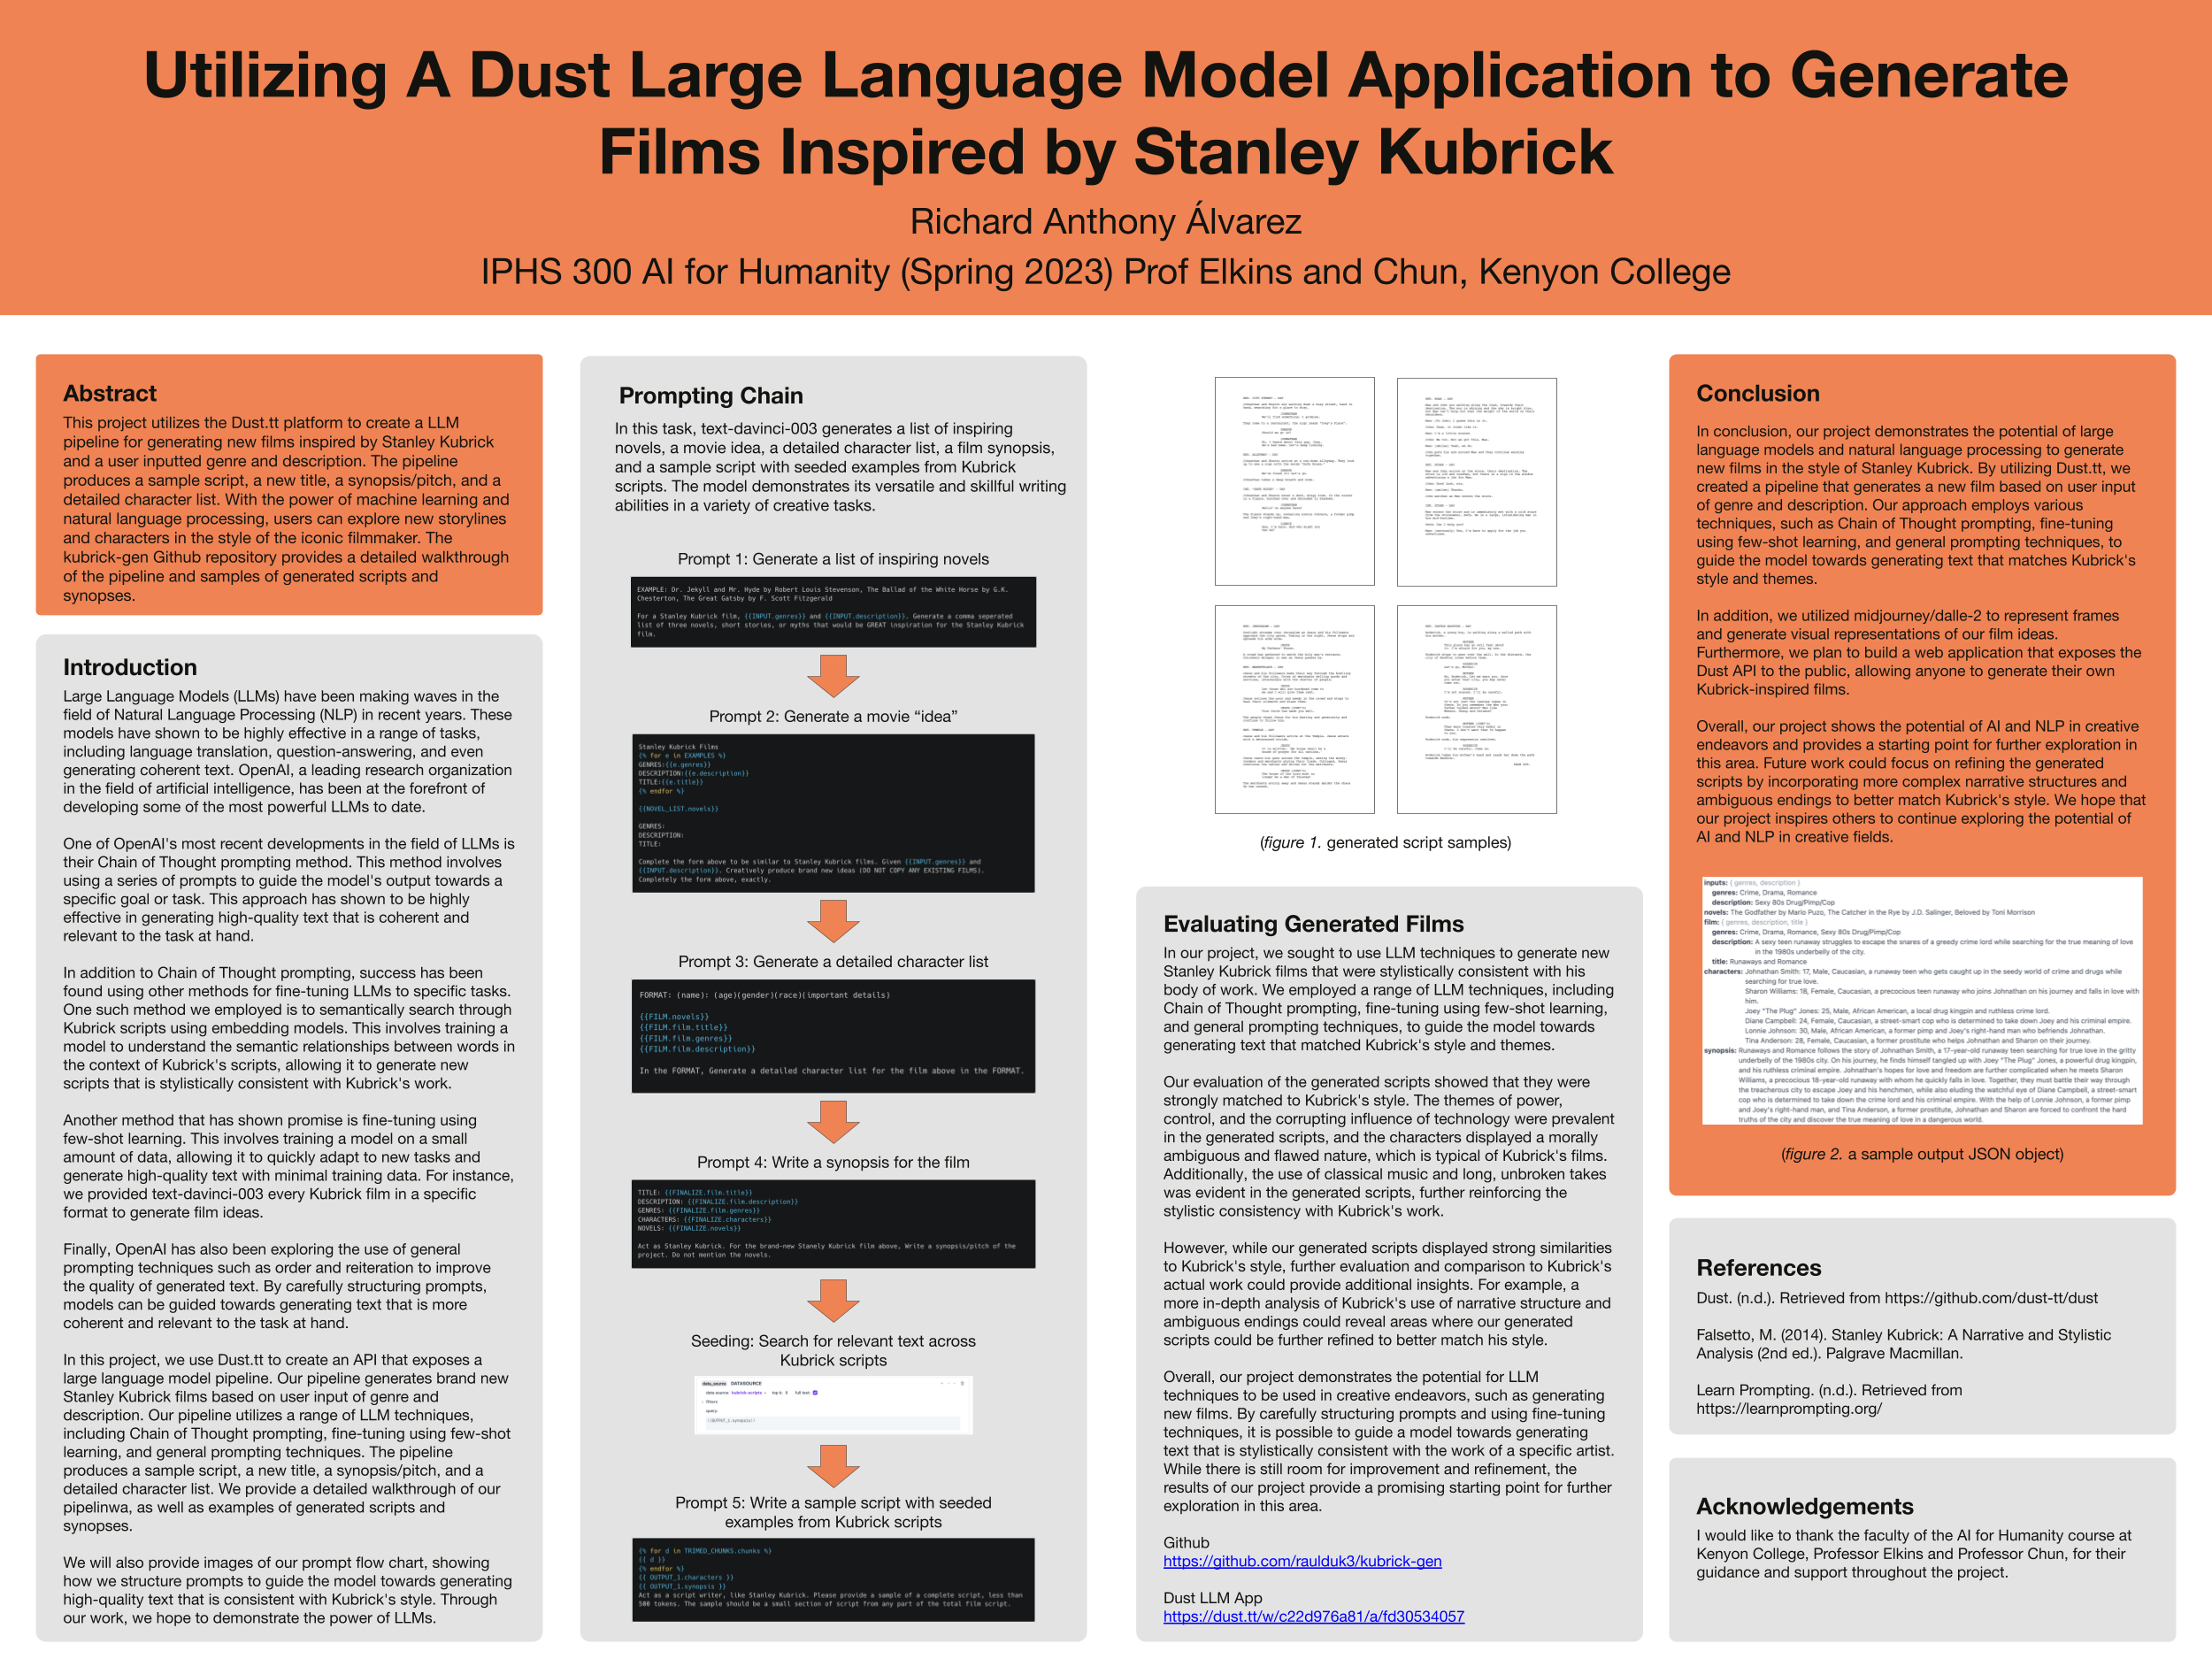 Utilizing A Dust Large Language Model Application to Generate
Films Inspired by Stanley Kubrick
Richard Anthony Álvarez
IPHS 300 AI for Humanity (Spring 2023) Prof Elkins and Chun, Kenyon College
Abstract
This project utilizes the Dust.tt platform to create a LLM
pipeline for generating new films inspired by Stanley Kubrick
and a user inputted genre and description. The pipeline
produces a sample script, a new title, a synopsis/pitch, and a
detailed character list. With the power of machine learning and
natural language processing, users can explore new storylines
and characters in the style of the iconic filmmaker. The
kubrick-gen Github repository provides a detailed walkthrough
of the pipeline and samples of generated scripts and
synopses.
Introduction
Large Language Models (LLMs) have been making waves in the
field of Natural Language Processing (NLP) in recent years. These
models have shown to be highly effective in a range of tasks,
including language translation, question-answering, and even
generating coherent text. OpenAI, a leading research organization
in the field of artificial intelligence, has been at the forefront of
developing some of the most powerful LLMs to date.
One of OpenAI's most recent developments in the field of LLMs is
their Chain of Thought prompting method. This method involves
using a series of prompts to guide the model's output towards a
specific goal or task. This approach has shown to be highly
effective in generating high-quality text that is coherent and
relevant to the task at hand.
In addition to Chain of Thought prompting, success has been
found using other methods for fine-tuning LLMs to specific tasks.
One such method we employed is to semantically search through
Kubrick scripts using embedding models. This involves training a
model to understand the semantic relationships between words in
the context of Kubrick's scripts, allowing it to generate new
scripts that is stylistically consistent with Kubrick's work.
Another method that has shown promise is fine-tuning using
few-shot learning. This involves training a model on a small
amount of data, allowing it to quickly adapt to new tasks and
generate high-quality text with minimal training data. For instance,
we provided text-davinci-003 every Kubrick film in a specific
format to generate film ideas.
Finally, OpenAI has also been exploring the use of general
prompting techniques such as order and reiteration to improve
the quality of generated text. By carefully structuring prompts,
models can be guided towards generating text that is more
coherent and relevant to the task at hand.
In this project, we use Dust.tt to create an API that exposes a
large language model pipeline. Our pipeline generates brand new
Stanley Kubrick films based on user input of genre and
description. Our pipeline utilizes a range of LLM techniques,
including Chain of Thought prompting, fine-tuning using few-shot
learning, and general prompting techniques. The pipeline
produces a sample script, a new title, a synopsis/pitch, and a
detailed character list. We provide a detailed walkthrough of our
pipelinwa, as well as examples of generated scripts and
synopses.
We will also provide images of our prompt flow chart, showing
how we structure prompts to guide the model towards generating
high-quality text that is consistent with Kubrick's style. Through
our work, we hope to demonstrate the power of LLMs.
Prompting Chain
In this task, text-davinci-003 generates a list of inspiring
novels, a movie idea, a detailed character list, a film synopsis,
and a sample script with seeded examples from Kubrick
scripts. The model demonstrates its versatile and skillful writing
abilities in a variety of creative tasks.
Prompt 1: Generate a list of inspiring novels
EXAMPLE: Dr. Jekyll and Mr. Hyde by Robert Louis Stevenson, The Ballad of the White Horse by G.K.
Chesterton, The Great Gatsby by F. Scott Fitzgerald
For a Stanley Kubrick film, {{INPUT.genres}} and {{INPUT.description}}. Generate a comma seperated
list of three novels, short stories, or myths that would be GREAT inspiration for the Stanley Kubrick
film.
Prompt 2: Generate a movie “idea”
Stanley Kubrick Films
{% for e in EXAMPLES %}
GENRES:{{e.genres}}
DESCRIPTION:{{e.description}}
TITLE:{{e.title}}
{% endfor %}
{{NOVEL_LIST.novels}}
GENRES:
DESCRIPTION:
TITLE:
Complete the form above to be similar to Stanley Kubrick films. Given {{INPUT.genres}} and
{{INPUT.description}}. Creatively produce brand new ideas (DO NOT COPY ANY EXISTING FILMS).
Completely the form above, exactly.
Prompt 3: Generate a detailed character list
FORMAT: (name): (age)(gender)(race)(important details)
{{FILM.novels}}
{{FILM.film.title}}
{{FILM.film.genres}}
{{FILM.film.description}}
In the FORMAT, Generate a detailed character list for the film above in the FORMAT.
Prompt 4: Write a synopsis for the film
TITLE: {{FINALIZE.film.title}}
DESCRIPTION: {{FINALIZE.film.description}}
GENRES: {{FINALIZE.film.genres}}
CHARACTERS: {{FINALIZE.characters}}
NOVELS: {{FINALIZE.novels}}
Act as Stanley Kubrick. For the brand-new Stanely Kubrick film above, Write a synopsis/pitch of the
project. Do not mention the novels.
Seeding: Search for relevant text across
Kubrick scripts
data_source DATASOURCE
data source kubrick-scripts top k: 5 full text:
filters
query
{{OUTPUT_1.synopsis}}
Prompt 5: Write a sample script with seeded
examples from Kubrick scripts
{% for d in TRIMED_CHUNKS.chunks %}
{{ d }}
{% endfor %}
{{ OUTPUT_1.characters }}
{{ OUTPUT_1.synopsis }}
Act as a script writer, like Stanley Kubrick. Please provide a sample of a complete script, less than
500 tokens. The sample should be a small section of script from any part of the total film script.
(figure 1. generated script samples)
Evaluating Generated Films
In our project, we sought to use LLM techniques to generate new
Stanley Kubrick films that were stylistically consistent with his
body of work. We employed a range of LLM techniques, including
Chain of Thought prompting, fine-tuning using few-shot learning,
and general prompting techniques, to guide the model towards
generating text that matched Kubrick's style and themes.
Our evaluation of the generated scripts showed that they were
strongly matched to Kubrick's style. The themes of power,
control, and the corrupting influence of technology were prevalent
in the generated scripts, and the characters displayed a morally
ambiguous and flawed nature, which is typical of Kubrick's films.
Additionally, the use of classical music and long, unbroken takes
was evident in the generated scripts, further reinforcing the
stylistic consistency with Kubrick's work.
However, while our generated scripts displayed strong similarities
to Kubrick's style, further evaluation and comparison to Kubrick's
actual work could provide additional insights. For example, a
more in-depth analysis of Kubrick's use of narrative structure and
ambiguous endings could reveal areas where our generated
scripts could be further refined to better match his style.
Overall, our project demonstrates the potential for LLM
techniques to be used in creative endeavors, such as generating
new films. By carefully structuring prompts and using fine-tuning
techniques, it is possible to guide a model towards generating
text that is stylistically consistent with the work of a specific artist.
While there is still room for improvement and refinement, the
results of our project provide a promising starting point for further
exploration in this area.
Github
https://github.com/raulduk3/kubrick-gen
Dust LLM App
https://dust.tt/w/c22d976a81/a/fd30534057
Conclusion
In conclusion, our project demonstrates the potential of large
language models and natural language processing to generate
new films in the style of Stanley Kubrick. By utilizing Dust.tt, we
created a pipeline that generates a new film based on user input
of genre and description. Our approach employs various
techniques, such as Chain of Thought prompting, fine-tuning
using few-shot learning, and general prompting techniques, to
guide the model towards generating text that matches Kubrick's
style and themes.
In addition, we utilized midjourney/dalle-2 to represent frames
and generate visual representations of our film ideas.
Furthermore, we plan to build a web application that exposes the
Dust API to the public, allowing anyone to generate their own
Kubrick-inspired films.
Overall, our project shows the potential of AI and NLP in creative
endeavors and provides a starting point for further exploration in
this area. Future work could focus on refining the generated
scripts by incorporating more complex narrative structures and
ambiguous endings to better match Kubrick's style. We hope that
our project inspires others to continue exploring the potential of
AI and NLP in creative fields.
inputs: { genres, description }
genres: Crime, Drama, Romance
description: Sexy 80s Drug/Pimp/Cop
novels: The Godfather by Mario Puzo, The Catcher in the Rye by J.D. Salinger, Beloved by Toni Morrison
film: { genres, description, title }
genres: Crime, Drama, Romance, Sexy 80s Drug/Pimp/Cop
description: A sexy teen runaway struggles to escape the snares of a greedy crime lord while searching for the true meaning of love
in the 1980s underbelly of the city.
title: Runaways and Romance
characters: Johnathan Smith: 17, Male, Caucasian, a runaway teen who gets caught up in the seedy world of crime and drugs while
searching for true love.
Sharon Williams: 18, Female, Caucasian, a precocious teen runaway who joins Johnathan on his journey and falls in love with
him.
Joey "The Plug" Jones: 25, Male, African American, a local drug kingpin and ruthless crime lord.
Diane Campbell: 24, Female, Caucasian, a street-smart cop who is determined to take down Joey and his criminal empire.
Lonnie Johnson: 30, Male, African American, a former pimp and Joey's right-hand man who befriends Johnathan.
Tina Anderson: 28, Female, Caucasian, a former prostitute who helps Johnathan and Sharon on their journey.
synopsis: Runaways and Romance follows the story of Johnathan Smith, a 17-year-old runaway teen searching for true love in the gritty
underbelly of the 1980s city. On his journey, he finds himself tangled up with Joey "The Plug" Jones, a powerful drug kingpin,
and his ruthless criminal empire. Johnathan's hopes for love and freedom are further complicated when he meets Sharon
Williams, a precocious 18-year-old runaway with whom he quickly falls in love. Together, they must battle their way through
the treacherous city to escape Joey and his henchmen, while also eluding the watchful eye of Diane Campbell, a street-smart
cop who is determined to take down the crime lord and his criminal empire. With the help of Lonnie Johnson, a former pimp
and Joey's right-hand man, and Tina Anderson, a former prostitute, Johnathan and Sharon are forced to confront the hard
truths of the city and discover the true meaning of love in a dangerous world.
(figure 2. a sample output JSON object)
References
Dust. (n.d.). Retrieved from https://github.com/dust-tt/dust
Falsetto, M. (2014). Stanley Kubrick: A Narrative and Stylistic
Analysis (2nd ed.). Palgrave Macmillan.
Learn Prompting. (n.d.). Retrieved from
https://learnprompting.org/
Acknowledgements
I would like to thank the faculty of the AI for Humanity course at
Kenyon College, Professor Elkins and Professor Chun, for their
guidance and support throughout the project.